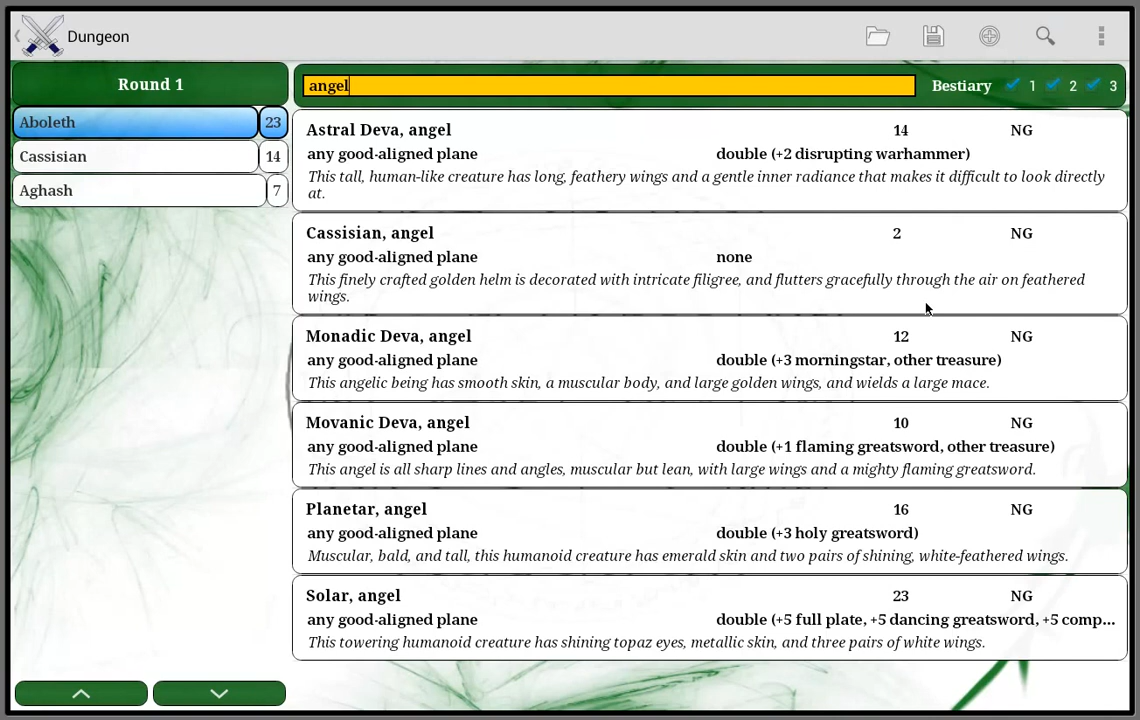 Dungeon
Round 1
Aboleth 23
Cassisian 14
Aghash 7
angel
Bestiary 1 2 3
Astral Deva, angel 14 NG
any good-aligned plane double (+2 disrupting warhammer)
This tall, human-like creature has long, feathery wings and a gentle inner radiance that makes it difficult to look directly
at.
Cassisian, angel 2 NG
any good-aligned plane none
This finely crafted golden helm is decorated with intricate filigree, and flutters gracefully through the air on feathered
wings.
Monadic Deva, angel 12 NG
any good-aligned plane double (+3 morningstar, other treasure)
This angelic being has smooth skin, a muscular body, and large golden wings, and wields a large mace.
Movanic Deva, angel 10 NG
any good-aligned plane double (+1 flaming greatsword, other treasure)
This angel is all sharp lines and angles, muscular but lean, with large wings and a mighty flaming greatsword.
Planetar, angel 16 NG
any good-aligned plane double (+3 holy greatsword)
Muscular, bald, and tall, this humanoid creature has emerald skin and two pairs of shining, white-feathered wings.
Solar, angel 23 NG
any good-aligned plane double (+5 full plate, +5 dancing greatsword, +5 comp...
This towering humanoid creature has shining topaz eyes, metallic skin, and three pairs of white wings.